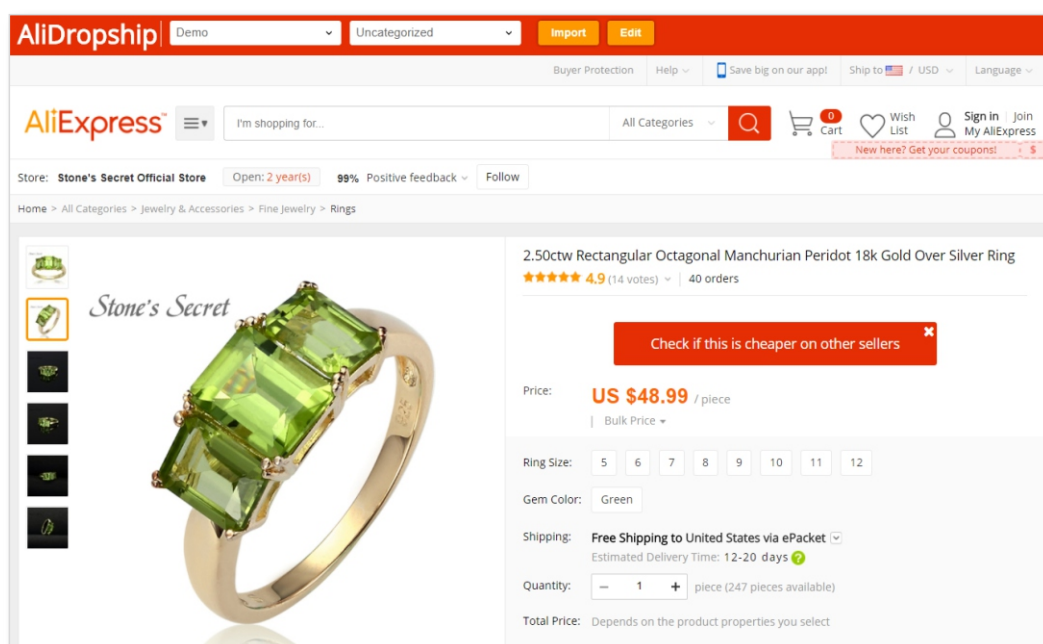 AliDropship Demo Uncategorized Import Edit
Buyer Protection Help Save big on our app! Ship to / USD Language
AliExpress™ I'm shopping for... All Categories 0 Cart Wish List Sign in Join My AliExpress
New here? Get your coupons! $
Store: Stone's Secret Official Store Open: 2 year(s) 99% Positive feedback Follow
Home > All Categories > Jewelry & Accessories > Fine Jewelry > Rings
Stone's Secret
925
2.50ctw Rectangular Octagonal Manchurian Peridot 18k Gold Over Silver Ring
4.9 (14 votes) 40 orders
Check if this is cheaper on other sellers
Price: US $48.99 / piece
Bulk Price
Ring Size: 5 6 7 8 9 10 11 12
Gem Color: Green
Shipping: Free Shipping to United States via ePacket
Estimated Delivery Time: 12-20 days ?
Quantity: − 1 + piece (247 pieces available)
Total Price: Depends on the product properties you select